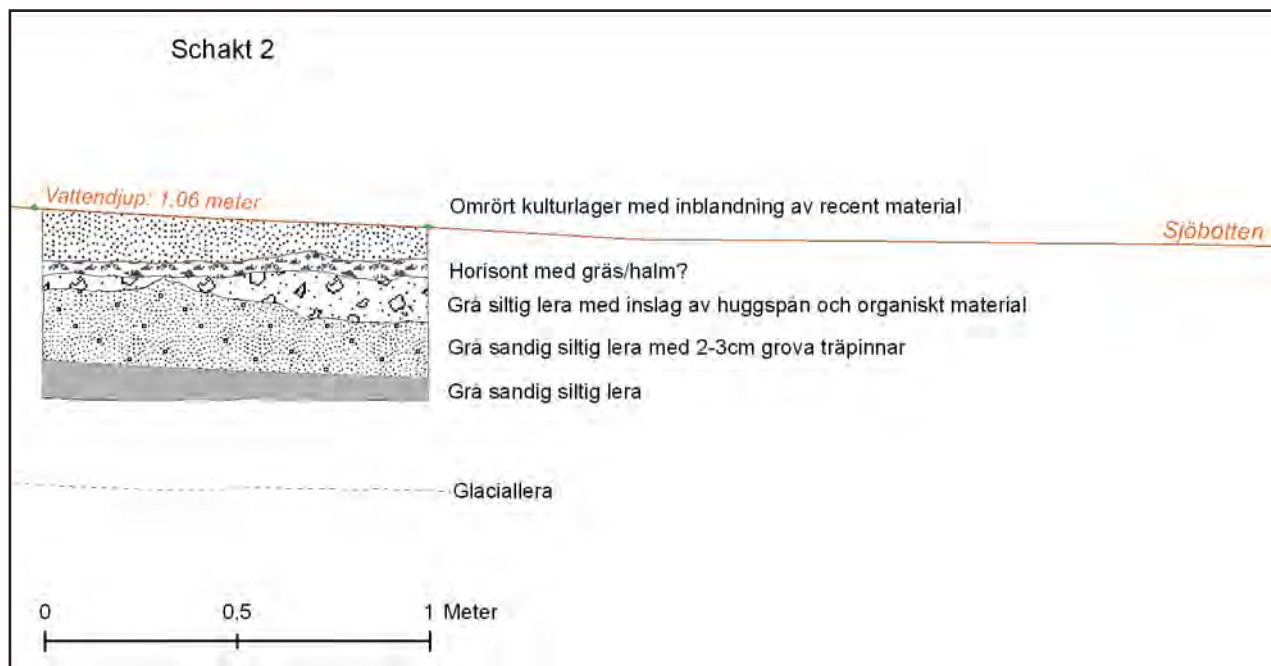 Schakt 2
Vattendjup: 1.06 meter
Omrört kulturlager med inblandning av recent material
Sjöbotten
Horisont med gräs/halm?
Grå siltig lera med inslag av huggspån och organiskt material
Grå sandig siltig lera med 2-3cm grova träpinnar
Grå sandig siltig lera
Glaciallera
0 0,5 1 Meter